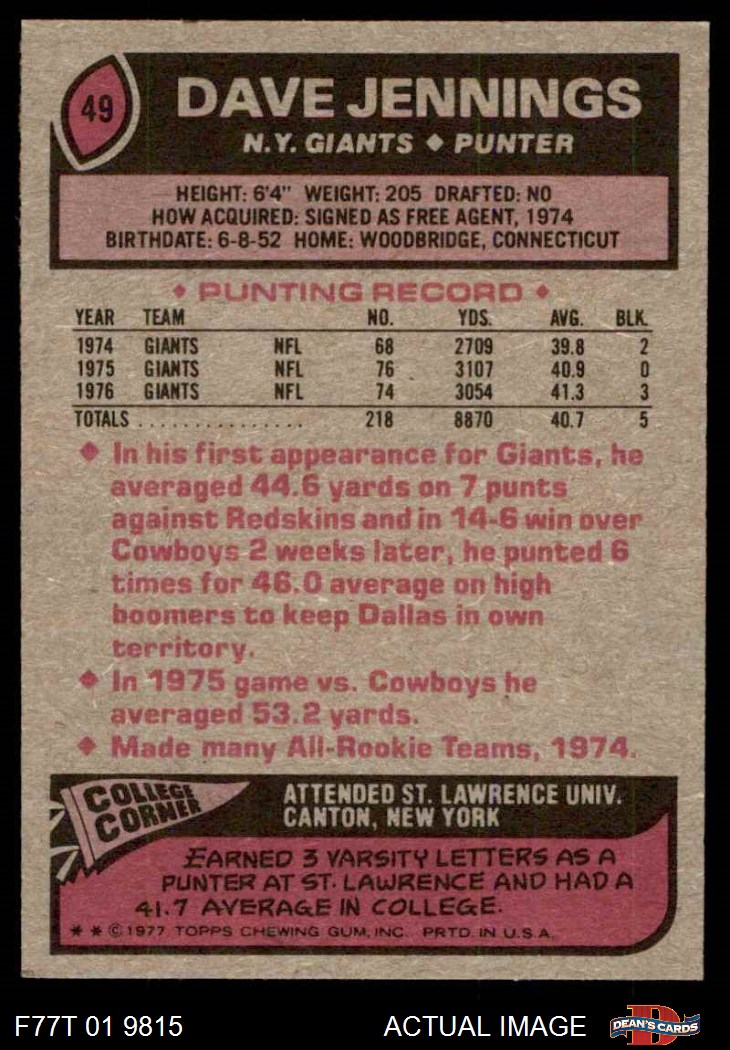 49
DAVE JENNINGS
N.Y. GIANTS ♦ PUNTER
HEIGHT: 6'4" WEIGHT: 205 DRAFTED: NO
HOW ACQUIRED: SIGNED AS FREE AGENT, 1974
BIRTHDATE: 6-8-52 HOME: WOODBRIDGE, CONNECTICUT
♦ PUNTING RECORD ♦
YEAR TEAM NO. YDS. AVG. BLK.
1974 GIANTS NFL 68 2709 39.8 2
1975 GIANTS NFL 76 3107 40.9 0
1976 GIANTS NFL 74 3054 41.3 3
TOTALS . . . . . . . . . . . . . . . 218 8870 40.7 5
♦ In his first appearance for Giants, he
averaged 44.6 yards on 7 punts
against Redskins and in 14-6 win over
Cowboys 2 weeks later, he punted 6
times for 46.0 average on high
boomers to keep Dallas in own
territory.
♦ In 1975 game vs. Cowboys he
averaged 53.2 yards.
♦ Made many All-Rookie Teams, 1974.
COLLEGE
CORNER
ATTENDED ST. LAWRENCE UNIV.
CANTON, NEW YORK
EARNED 3 VARSITY LETTERS AS A
PUNTER AT ST. LAWRENCE AND HAD A
41.7 AVERAGE IN COLLEGE.
* * © 1977 TOPPS CHEWING GUM, INC. PRTD. IN U.S.A.
F77T 01 9815 ACTUAL IMAGE
D
DEAN'S CARDS